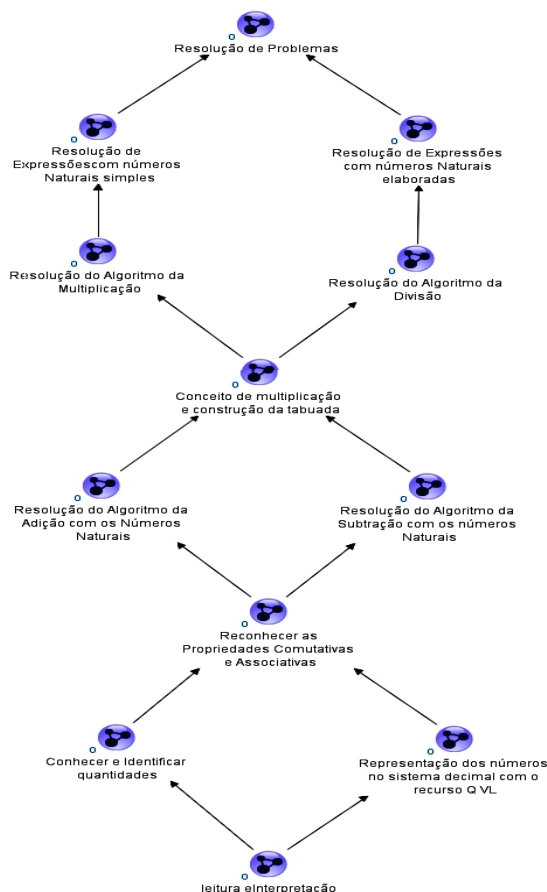 Resolução de Problemas
Resolução de
Expressõescom números
Naturais simples
Resolução de Expressões
com números Naturais
elaboradas
Resolução do Algoritmo da
Multiplicação
Resolução do Algoritmo da
Divisão
Conceito de multiplicação
e construção da tabuada
Resolução do Algoritmo da
Adição com os Números
Naturais
Resolução do Algoritmo da
Subtração com os números
Naturais
Reconhecer as
Propriedades Comutativas
e Associativas
Conhecer e Identificar
quantidades
Representação dos números
no sistema decimal com o
recurso Q VL
leitura eInterpretação